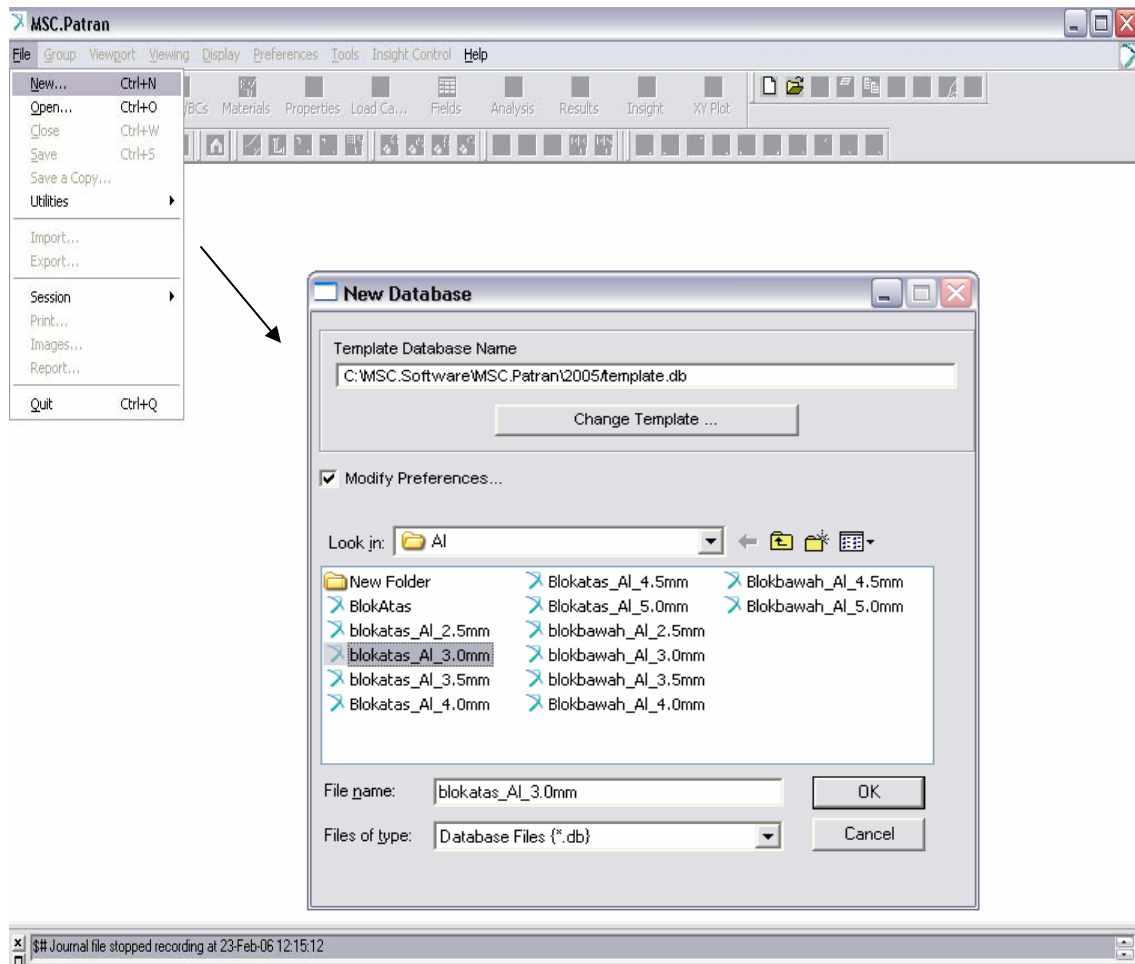 MSC.Patran
File Group Viewport Viewing Display Preferences Tools Insight Control Help
New... Ctrl+N
Open... Ctrl+O
Close Ctrl+W
Save Ctrl+S
Save a Copy...
Utilities
Import...
Export...
Session
Print...
Images...
Report...
Quit Ctrl+Q
/BCs Materials Properties Load Ca... Fields Analysis Results Insight XY Plot
New Database
Template Database Name
C:\MSC.Software\MSC.Patran\2005/template.db
Change Template ...
Modify Preferences...
Look in: Al
New Folder
BlokAtas
blokatas_Al_2.5mm
blokatas_Al_3.0mm
blokatas_Al_3.5mm
Blokatas_Al_4.0mm
Blokatas_Al_4.5mm
Blokatas_Al_5.0mm
blokbawah_Al_2.5mm
blokbawah_Al_3.0mm
blokbawah_Al_3.5mm
Blokbawah_Al_4.0mm
Blokbawah_Al_4.5mm
Blokbawah_Al_5.0mm
File name: blokatas_Al_3.0mm OK
Files of type: Database Files {*.db} Cancel
$# Journal file stopped recording at 23-Feb-06 12:15:12